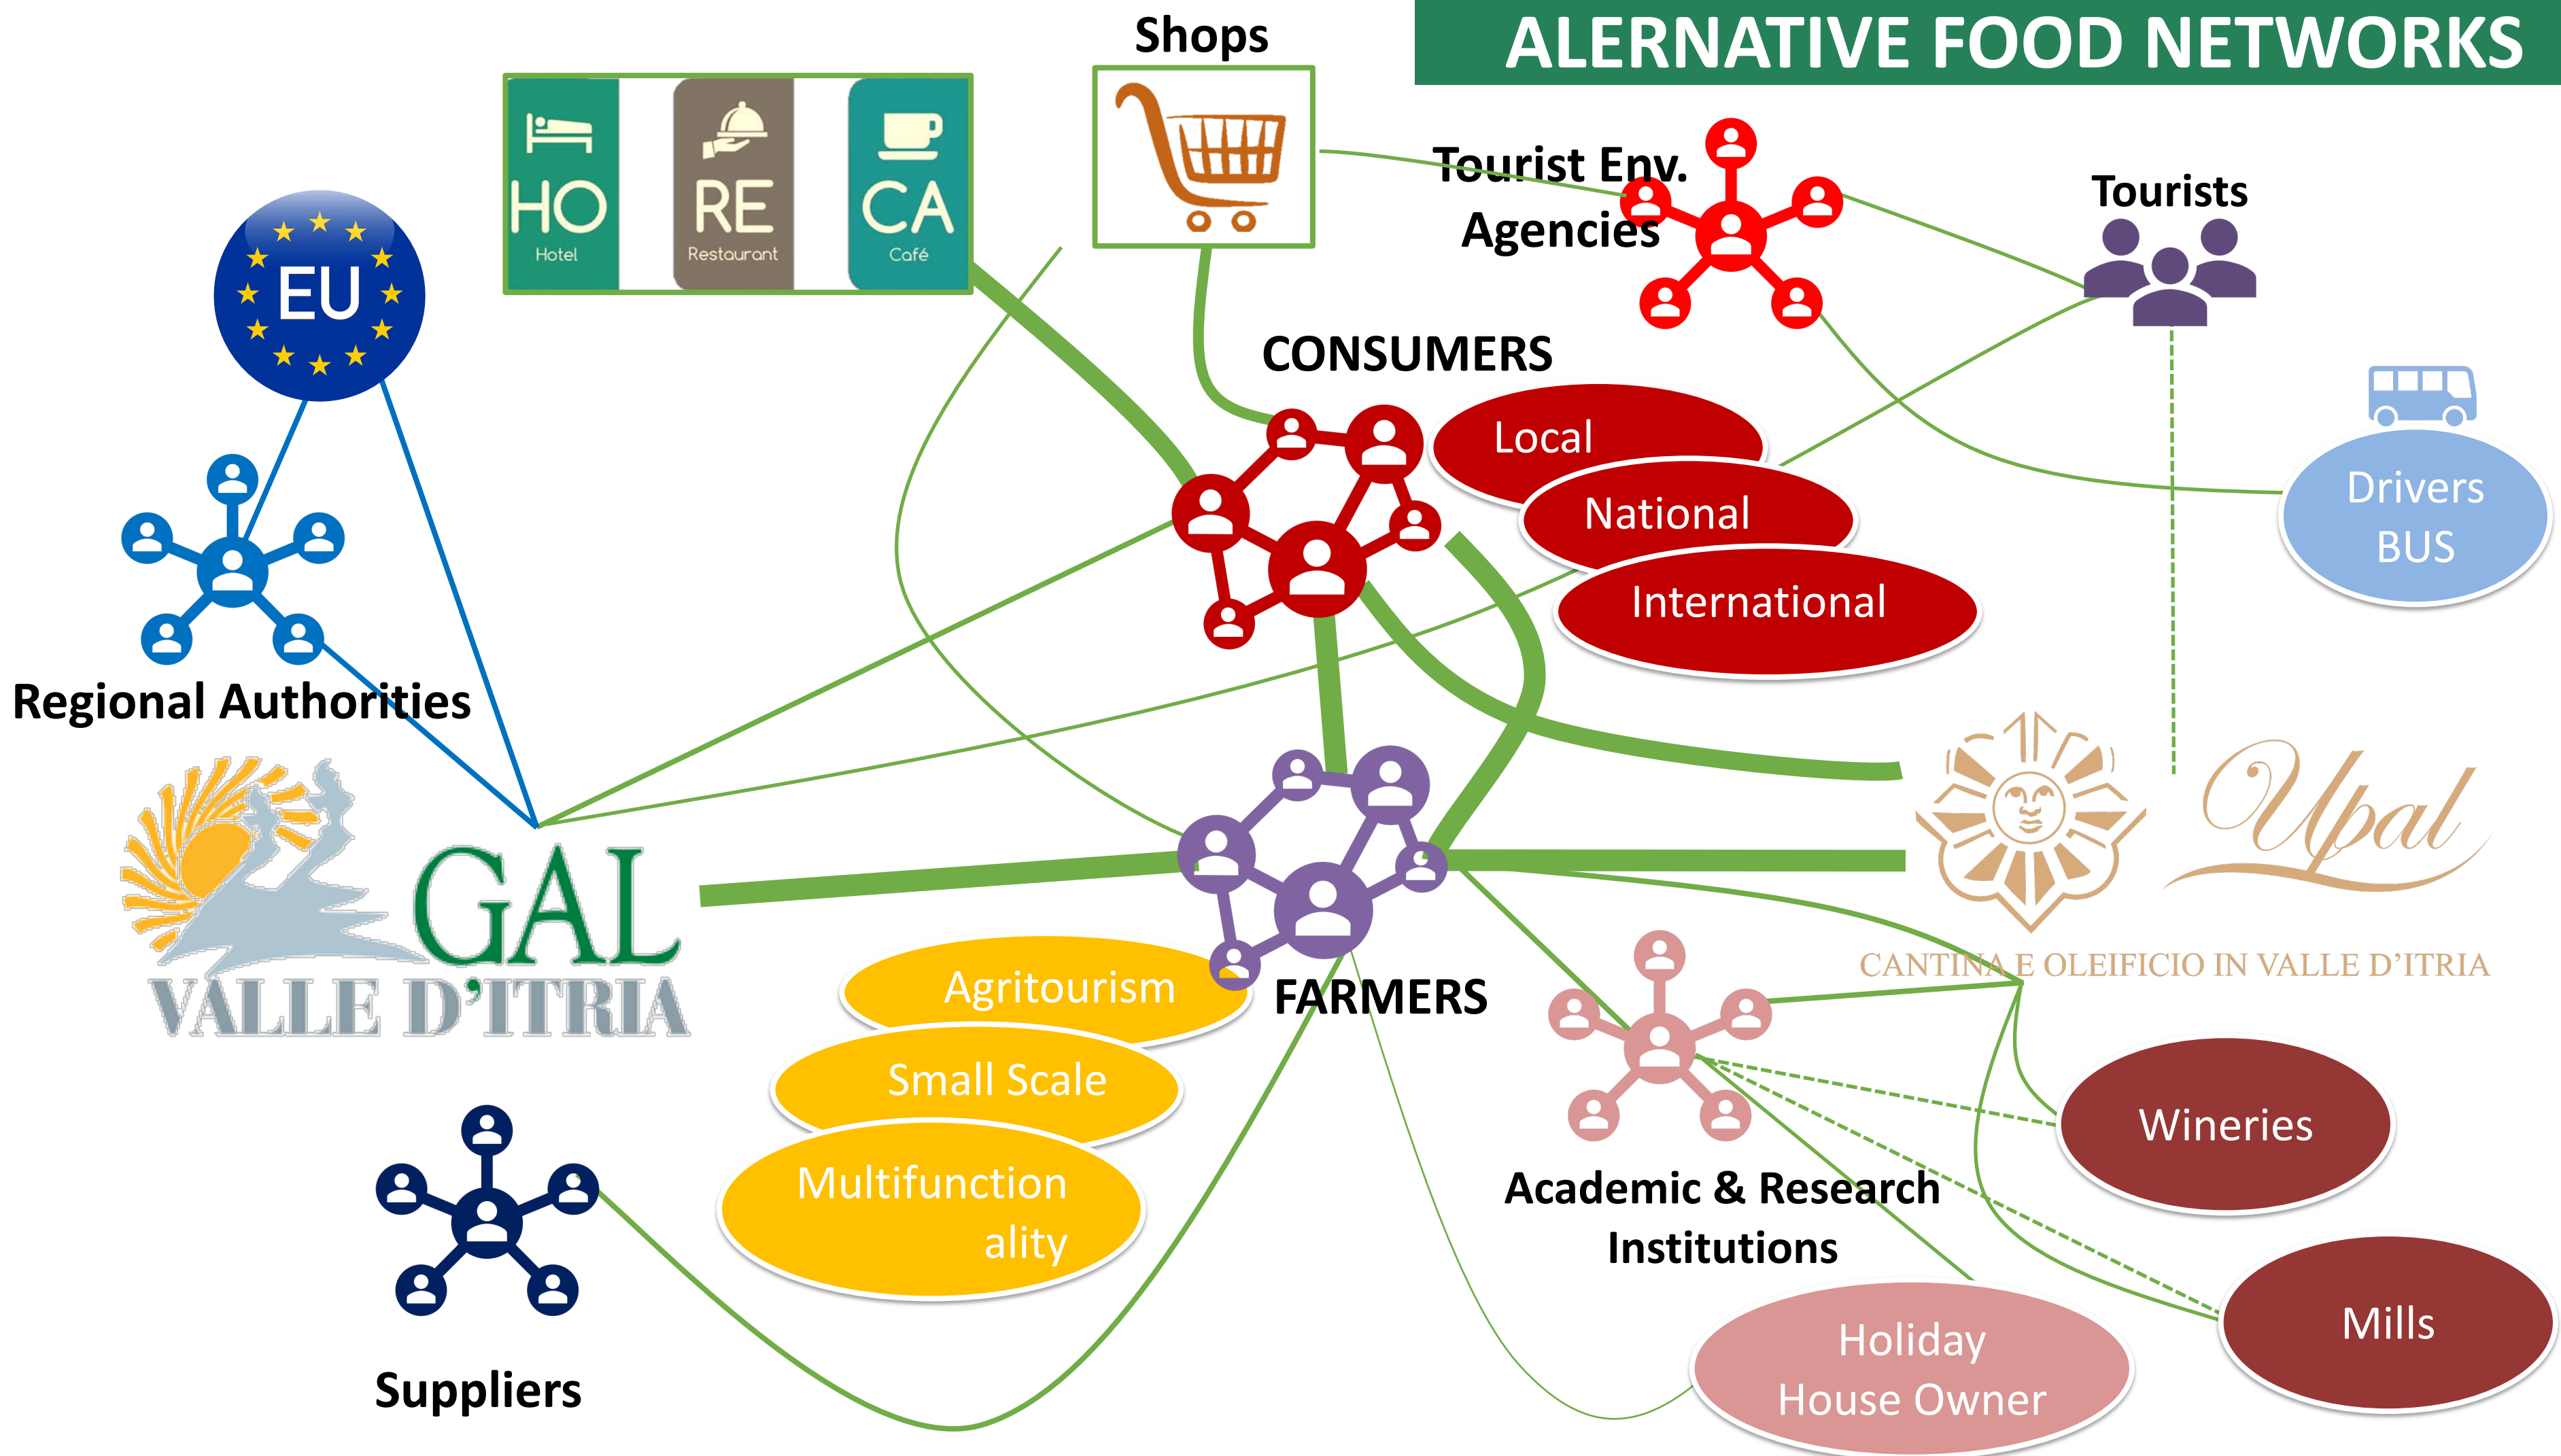 ALERNATIVE FOOD NETWORKS
Shops
HO
Hotel
RE
Restaurant
CA
Café
Tourist Env.
Agencies
Tourists
EU
CONSUMERS
Local
National
International
Drivers
BUS
Regional Authorities
GAL
VALLE D'ITRIA
Upal
CANTINA E OLEIFICIO IN VALLE D'ITRIA
FARMERS
Agritourism
Small Scale
Multifunction
ality
Academic & Research
Institutions
Wineries
Mills
Holiday
House Owner
Suppliers